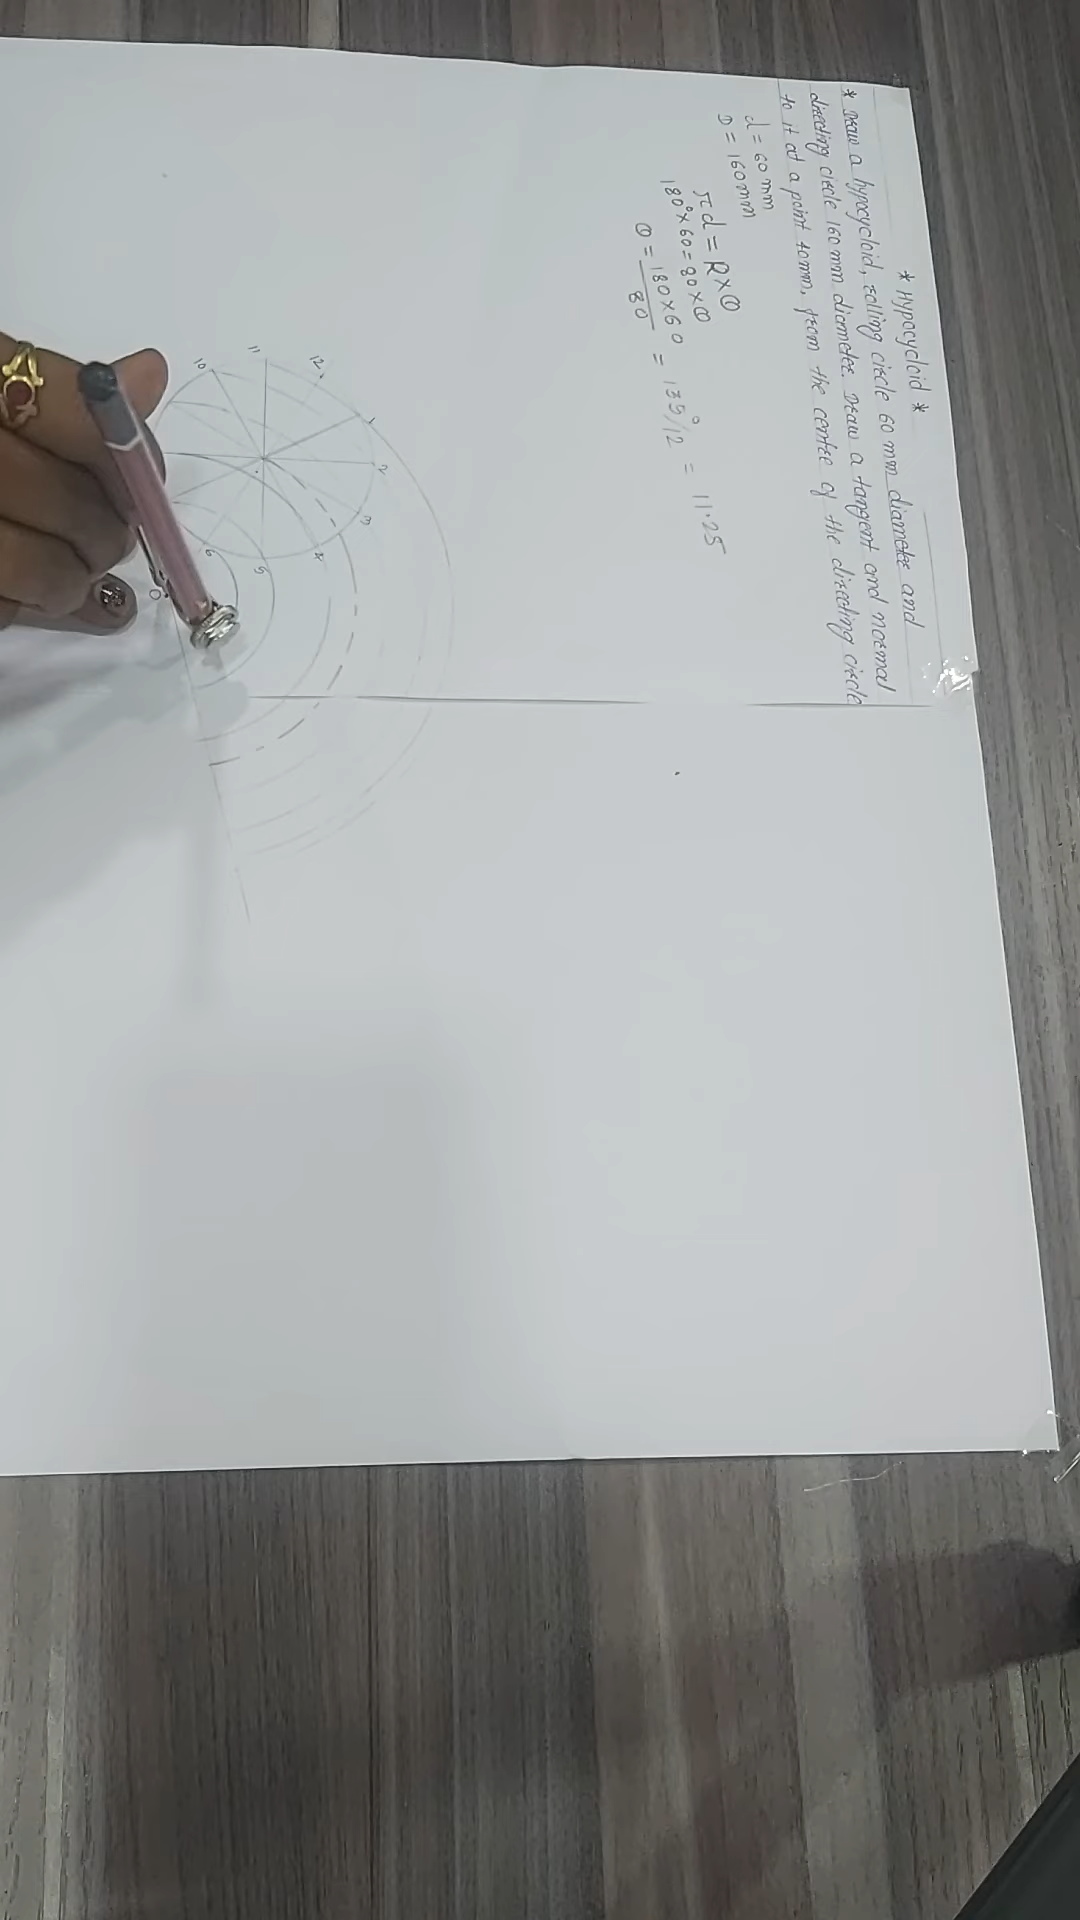 * Hypocycloid *
* Draw a hypocycloid, rolling circle 60 mm diameter and
directing circle 160 mm diameter. Draw a tangent and normal
to it at a point 40mm, from the center of the directing circle
d = 60 mm
D = 160mm
πd = R×θ
180°×60 = 80×θ
θ = 180×60 / 80 = 135°/12 = 11.25
10
11
12
1
2
3
4
5
6
O